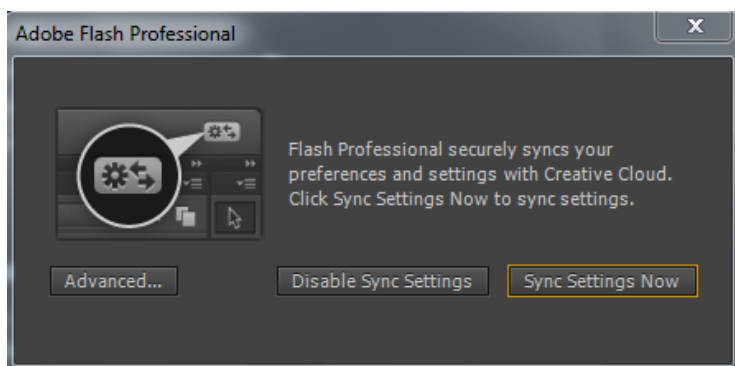 Adobe Flash Professional
Flash Professional securely syncs your
preferences and settings with Creative Cloud.
Click Sync Settings Now to sync settings.
Advanced...
Disable Sync Settings
Sync Settings Now